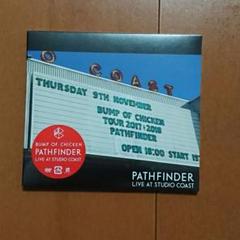 O COAST
THURSDAY 9TH NOVEMBER
BUMP OF CHICKEN
TOUR 2017-2018
PATHFINDER
OPEN 18:00 START 19
BUMP OF CHICKEN
PATHFINDER
LIVE AT STUDIO COAST
DVD
PATHFINDER
LIVE AT STUDIO COAST